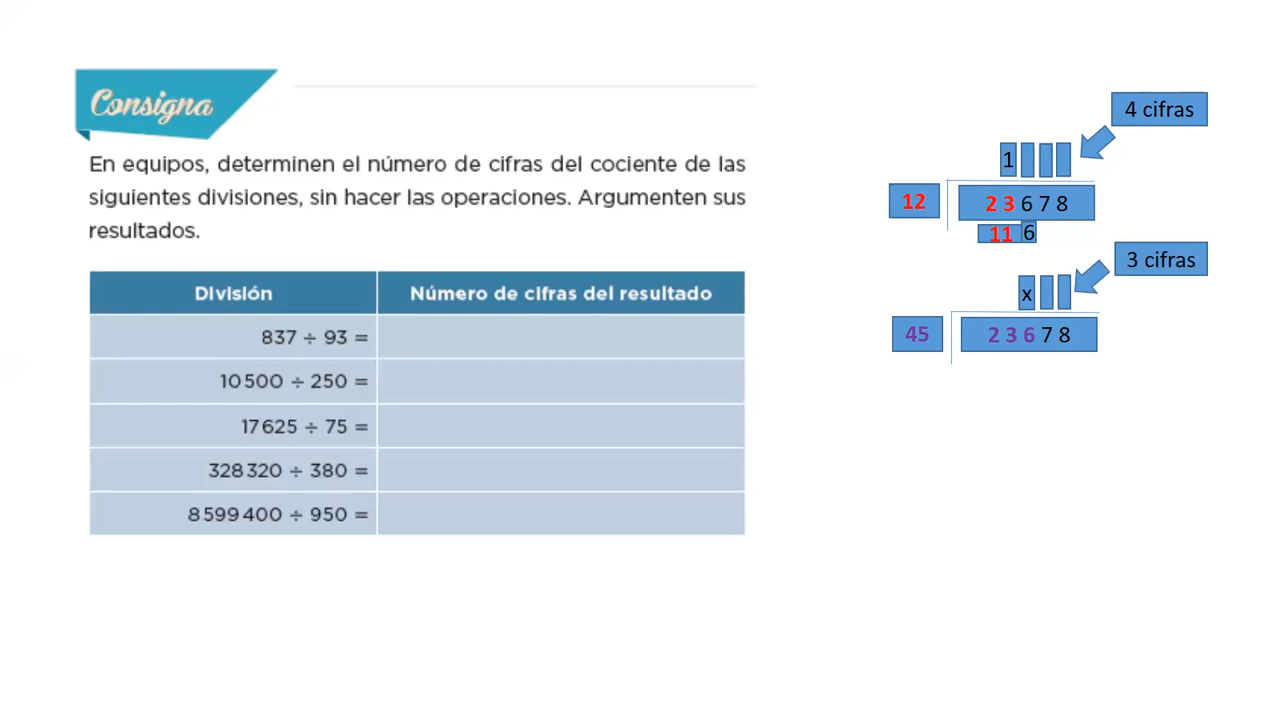 Consigna
En equipos, determinen el número de cifras del cociente de las
siguientes divisiones, sin hacer las operaciones. Argumenten sus
resultados.
División Número de cifras del resultado
837 ÷ 93 =
10 500 ÷ 250 =
17 625 ÷ 75 =
328 320 ÷ 380 =
8 599 400 ÷ 950 =
4 cifras
1
12 2 3 6 7 8
11 6
3 cifras
x
45 2 3 6 7 8